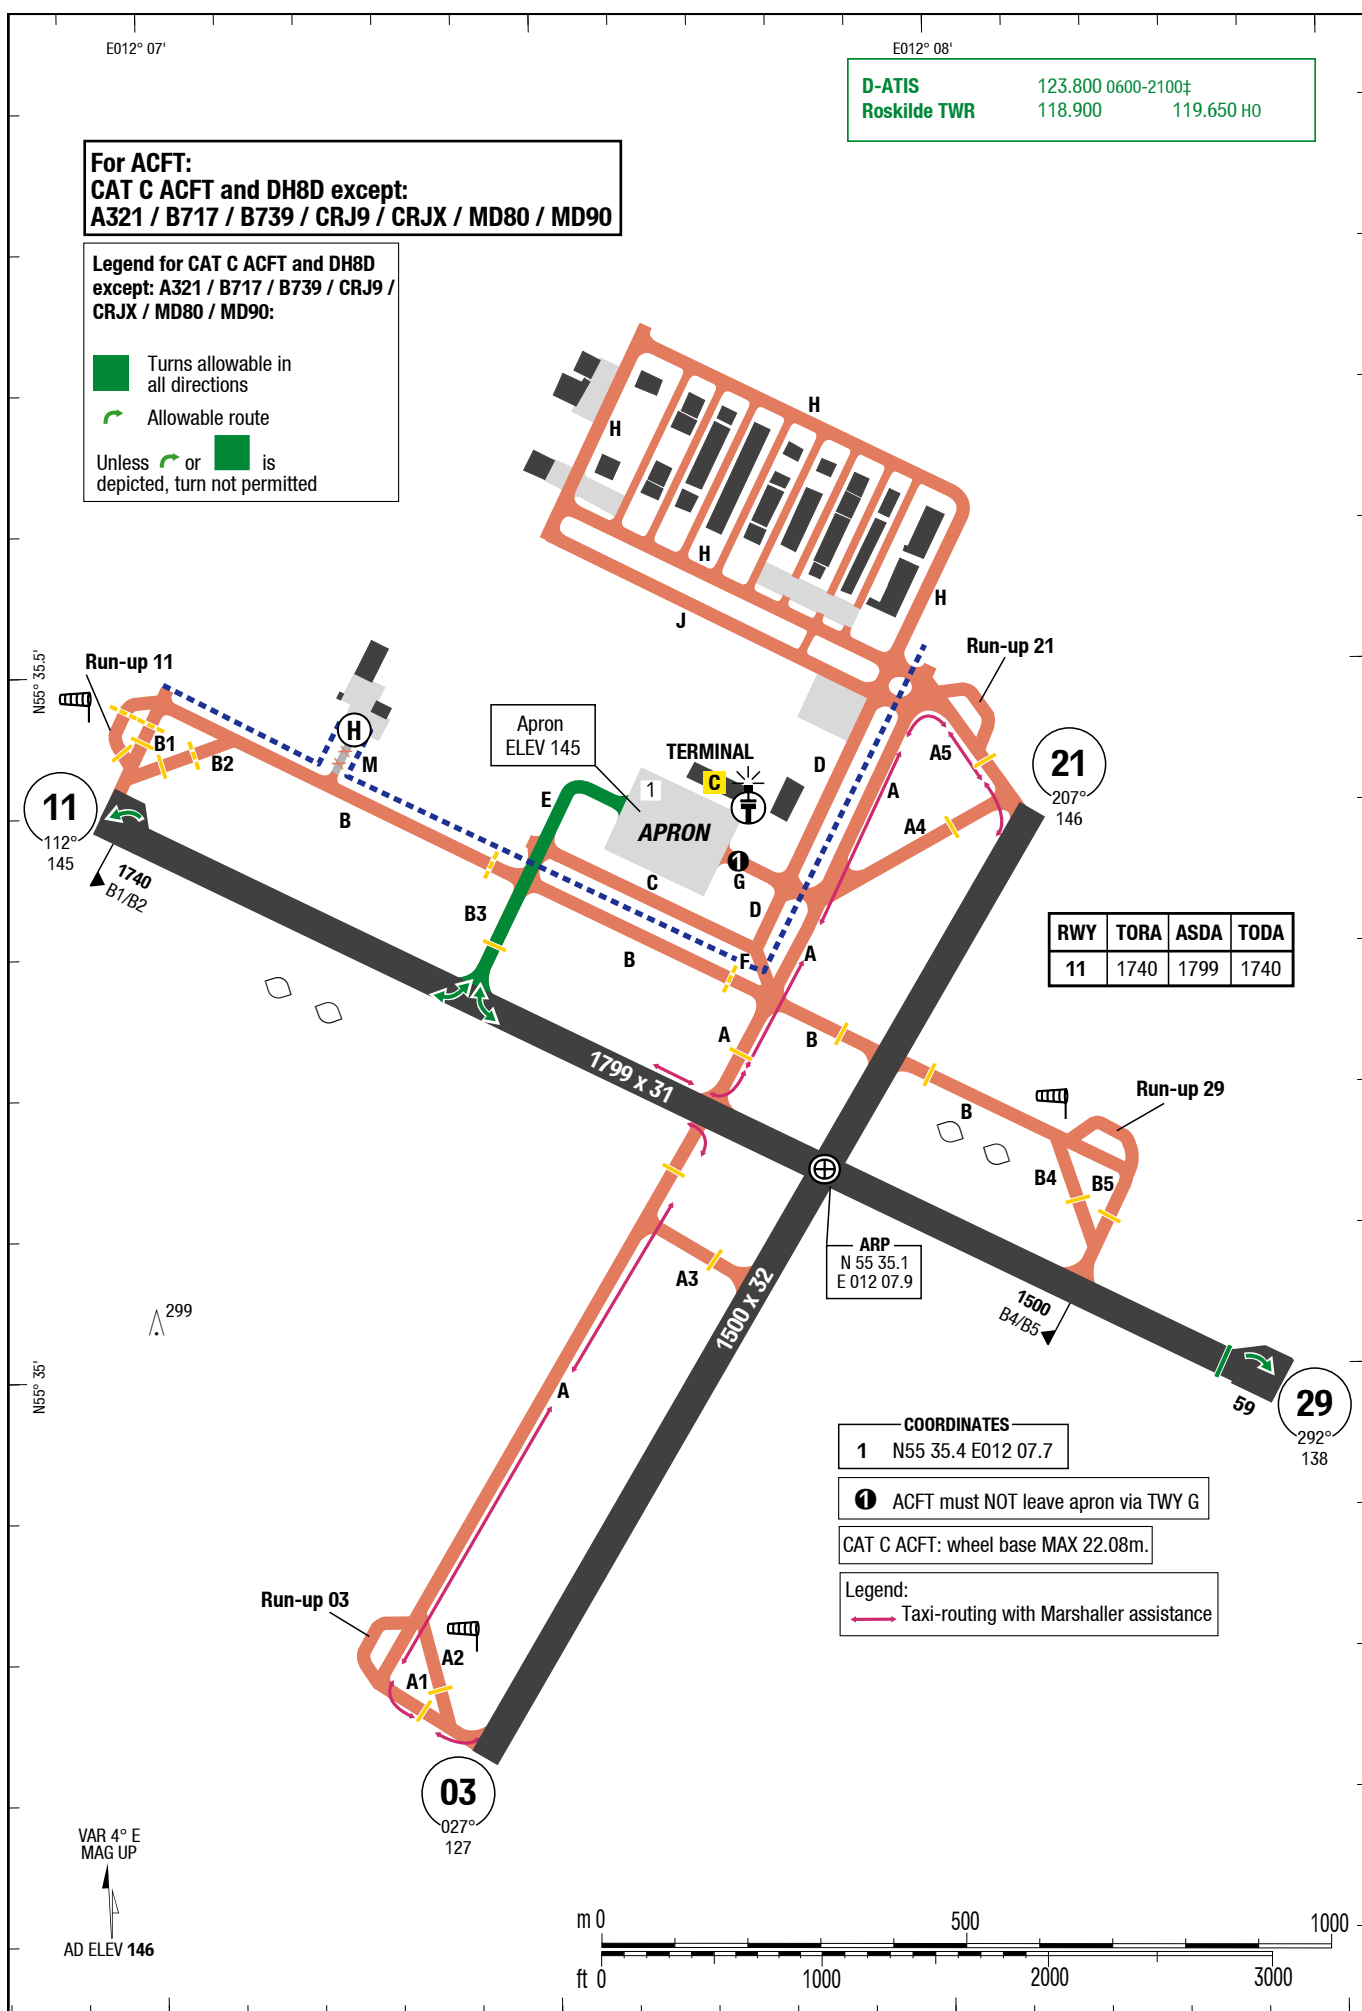 E012° 07'
E012° 08'
D-ATIS 123.800 0600-2100‡
Roskilde TWR 118.900 119.650 HO
For ACFT:
CAT C ACFT and DH8D except:
A321 / B717 / B739 / CRJ9 / CRJX / MD80 / MD90
Legend for CAT C ACFT and DH8D
except: A321 / B717 / B739 / CRJ9 /
CRJX / MD80 / MD90:
Turns allowable in
all directions
Allowable route
Unless or is
depicted, turn not permitted
H
H
H
H
J
Run-up 21
Run-up 11
N55° 35.5'
B1
B2
H
M
B
Apron
ELEV 145
TERMINAL
C
1
APRON
E
D
A5
A
A4
21
207°
146
11
112°
145
1740
B1/B2
1
G
C
D
B3
B
F
A
RWY TORA ASDA TODA
11 1740 1799 1740
A
B
1799 x 31
B
Run-up 29
B4
B5
ARP
N 55 35.1
E 012 07.9
A3
1500 x 32
1500
B4/B5
299
N55° 35'
A
59
29
292°
138
COORDINATES
1 N55 35.4 E012 07.7
1 ACFT must NOT leave apron via TWY G
CAT C ACFT: wheel base MAX 22.08m.
Legend:
Taxi-routing with Marshaller assistance
Run-up 03
A2
A1
03
027°
127
VAR 4° E
MAG UP
AD ELEV 146
m 0 500 1000
ft 0 1000 2000 3000